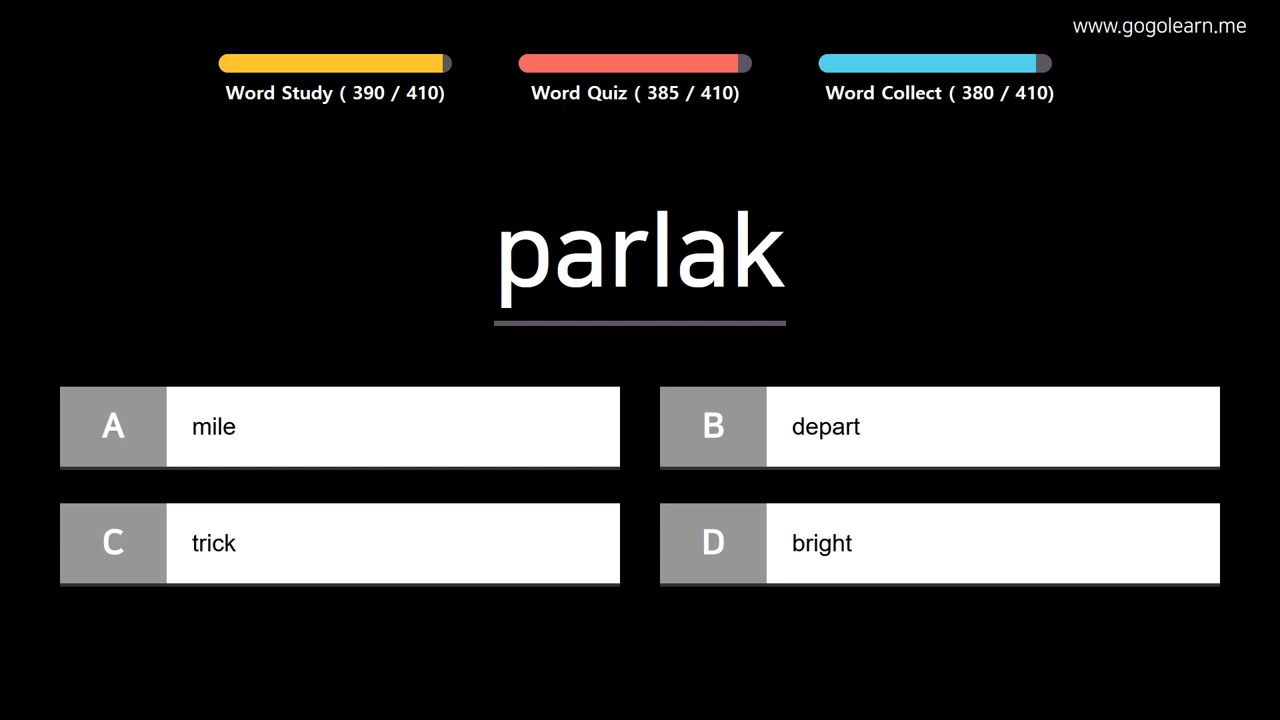 www.gogolearn.me
Word Study ( 390 / 410)
Word Quiz ( 385 / 410)
Word Collect ( 380 / 410)
parlak
A mile
B depart
C trick
D bright